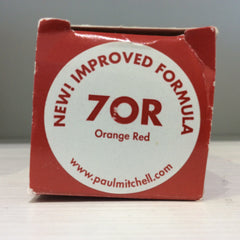 NEW! IMPROVED FORMULA
7OR
Orange Red
www.paulmitchell.com